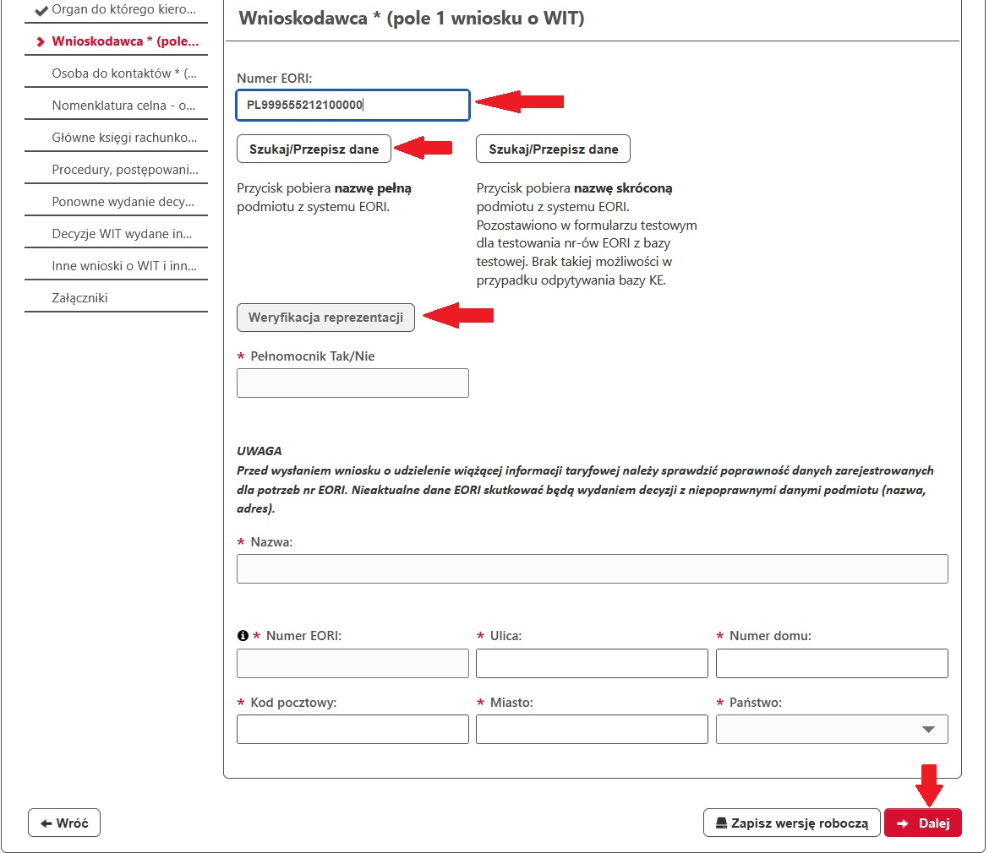 Organ do którego kiero...
Wnioskodawca * (pole...
Osoba do kontaktów * (...
Nomenklatura celna - o...
Główne księgi rachunko...
Procedury, postępowani...
Ponowne wydanie decy...
Decyzje WIT wydane in...
Inne wnioski o WIT i inn...
Załączniki
Wnioskodawca * (pole 1 wniosku o WIT)
Numer EORI:
PL999555212100000
Szukaj/Przepisz dane
Szukaj/Przepisz dane
Przycisk pobiera nazwę pełną
podmiotu z systemu EORI.
Przycisk pobiera nazwę skróconą
podmiotu z systemu EORI.
Pozostawiono w formularzu testowym
dla testowania nr-ów EORI z bazy
testowej. Brak takiej możliwości w
przypadku odpytywania bazy KE.
Weryfikacja reprezentacji
* Pełnomocnik Tak/Nie
UWAGA
Przed wysłaniem wniosku o udzielenie wiążącej informacji taryfowej należy sprawdzić poprawność danych zarejestrowanych
dla potrzeb nr EORI. Nieaktualne dane EORI skutkować będą wydaniem decyzji z niepoprawnymi danymi podmiotu (nazwa,
adres).
* Nazwa:
* Numer EORI:
* Ulica:
* Numer domu:
* Kod pocztowy:
* Miasto:
* Państwo:
Wróć
Zapisz wersję roboczą
Dalej